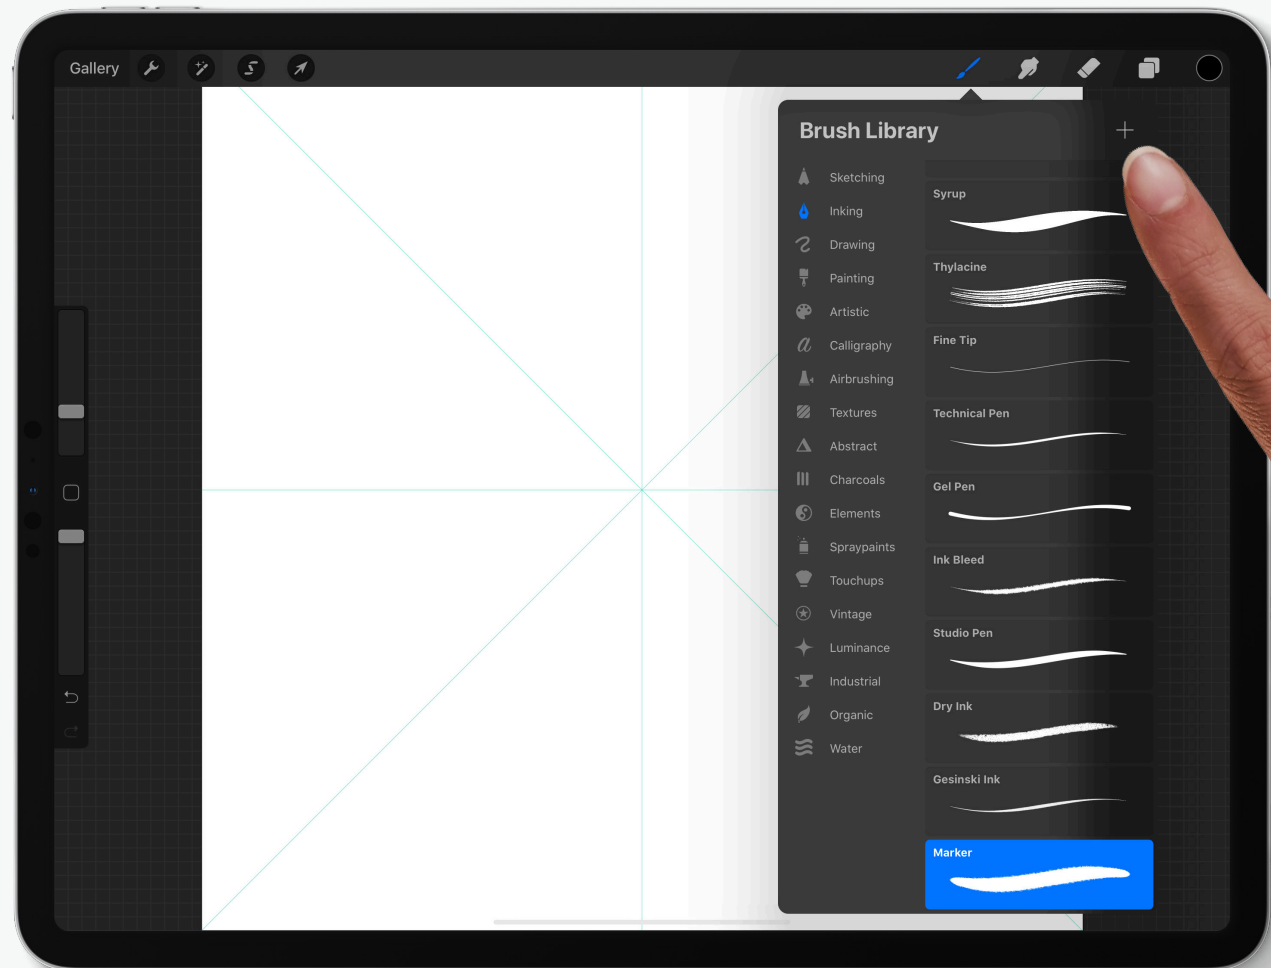 Gallery
Brush Library
Sketching
Inking
Drawing
Painting
Artistic
Calligraphy
Airbrushing
Textures
Abstract
Charcoals
Elements
Spraypaints
Touchups
Vintage
Luminance
Industrial
Organic
Water
Syrup
Thylacine
Fine Tip
Technical Pen
Gel Pen
Ink Bleed
Studio Pen
Dry Ink
Gesinski Ink
Marker